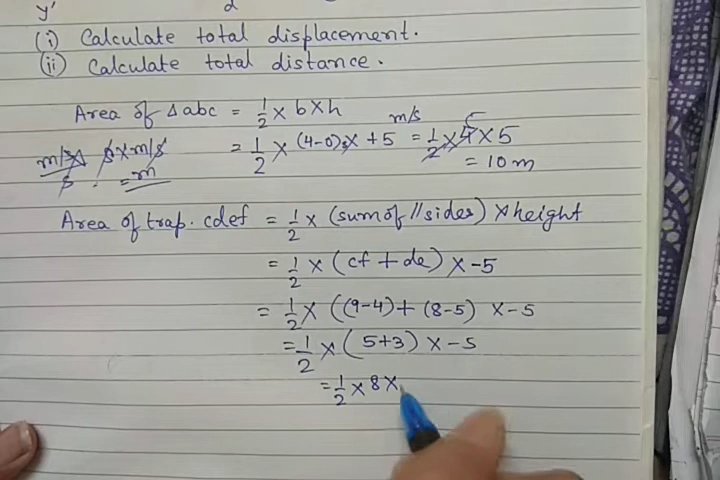 y' d
(i) Calculate total displacement.
(ii) Calculate total distance.
Area of Δabc = 1/2 × b × h
= 1/2 × (4-0)s × +5 m/s = 1/2 × 4 × 5
= 10 m
s × m/s
= m
Area of trap. cdef = 1/2 × (sum of // sides) × height
= 1/2 × (cf + de) × -5
= 1/2 × ((9-4) + (8-5) × -5
= 1/2 × (5+3) × -5
= 1/2 × 8 ×